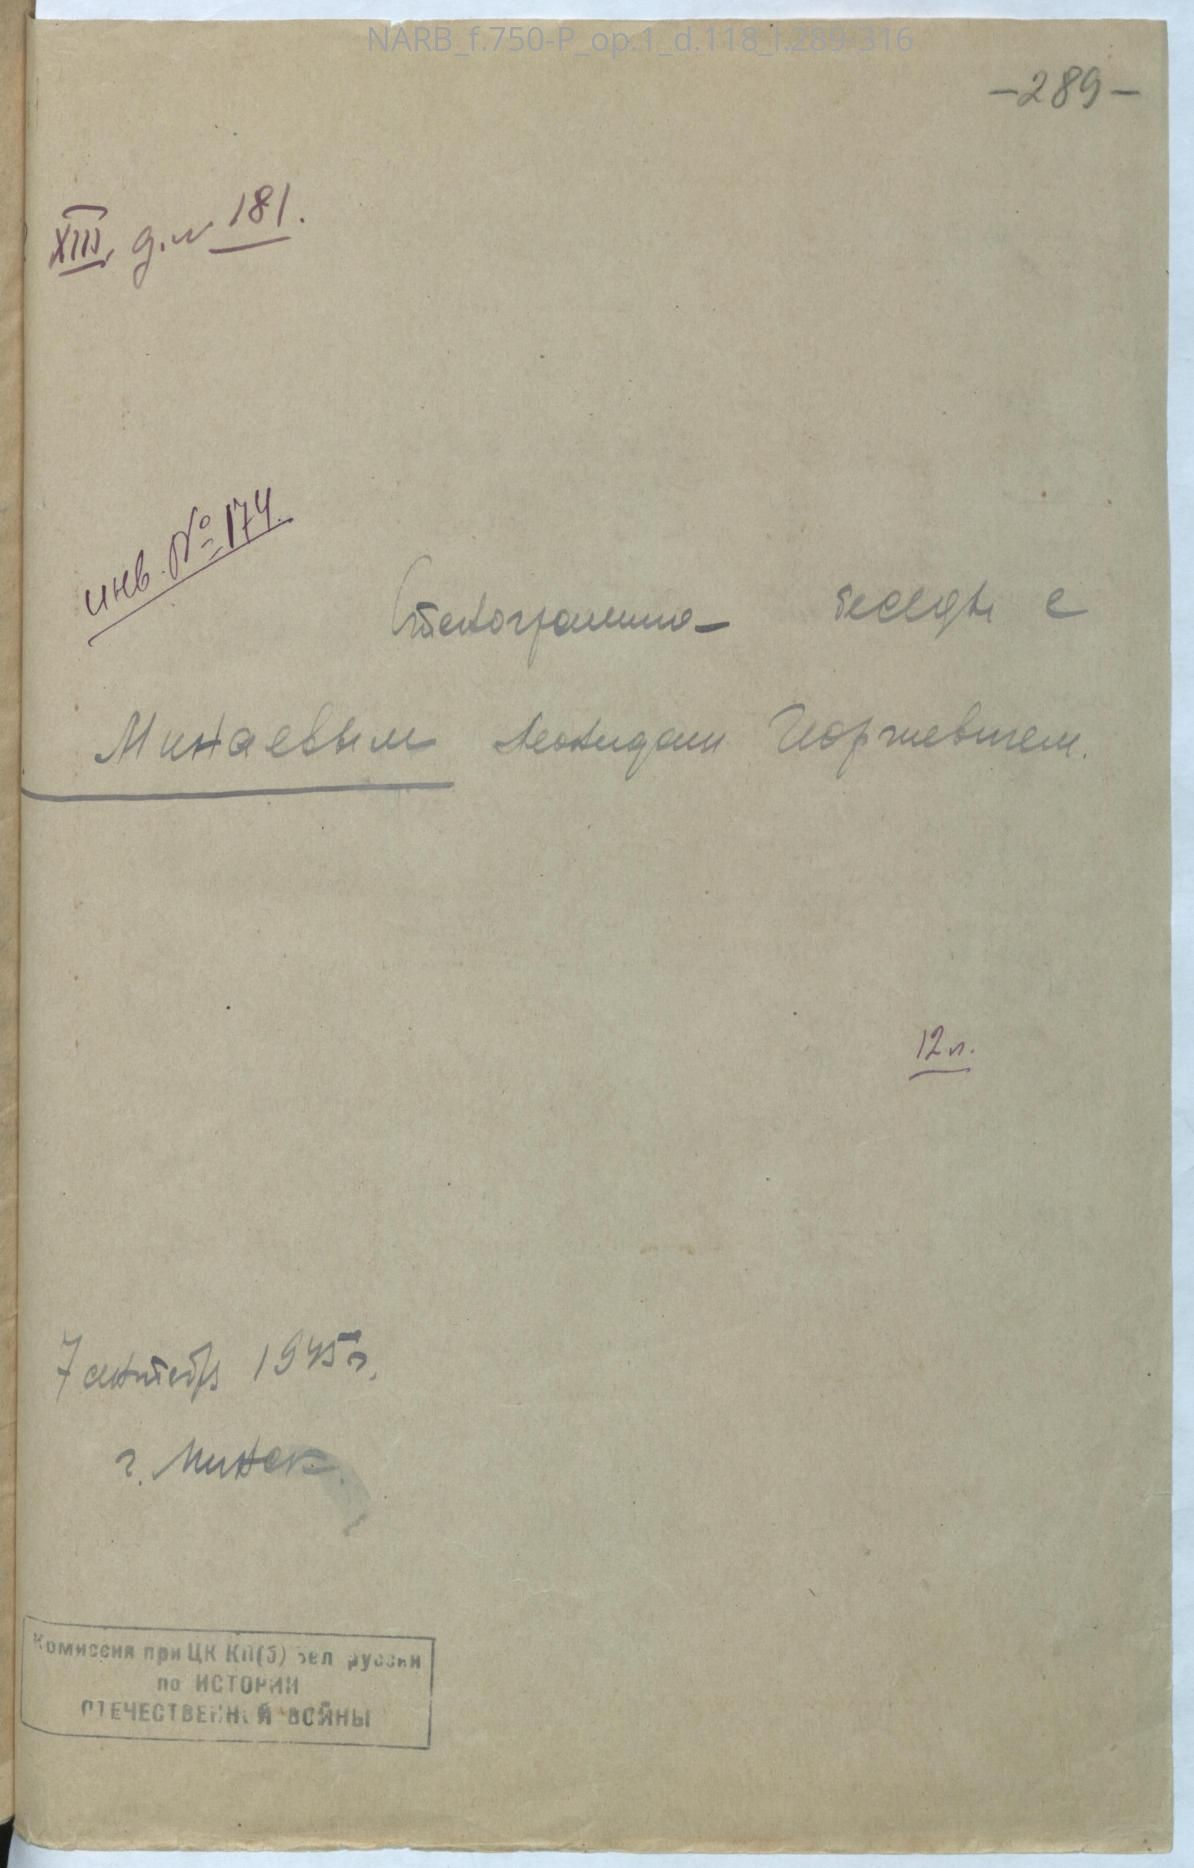 NARB_f.750-P_op.1_d.118_l.289-316
-289-
XIII, д. № 181.
инв. № 174.
Стенограмма беседы с
Минаевым Леонидом Георгиевичем.
12 л.
7 сентября 1945 г.
г. Минск.
Комиссия при ЦК КП(б) Белоруссии
по ИСТОРИИ
ОТЕЧЕСТВЕННОЙ ВОЙНЫ